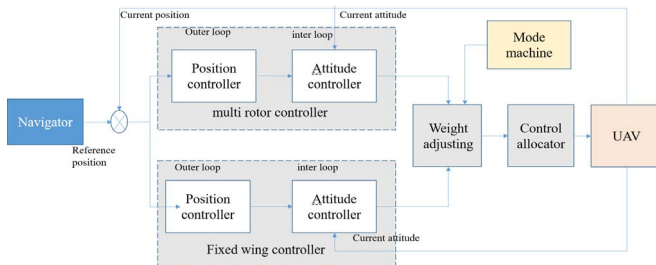 Current position
Current attitude
Outer loop
inter loop
Mode
machine
Position
controller
Attitude
controller
multi rotor controller
Navigator
Reference
position
Weight
adjusting
Control
allocator
UAV
Outer loop
inter loop
Position
controller
Attitude
controller
Current attitude
Fixed wing controller